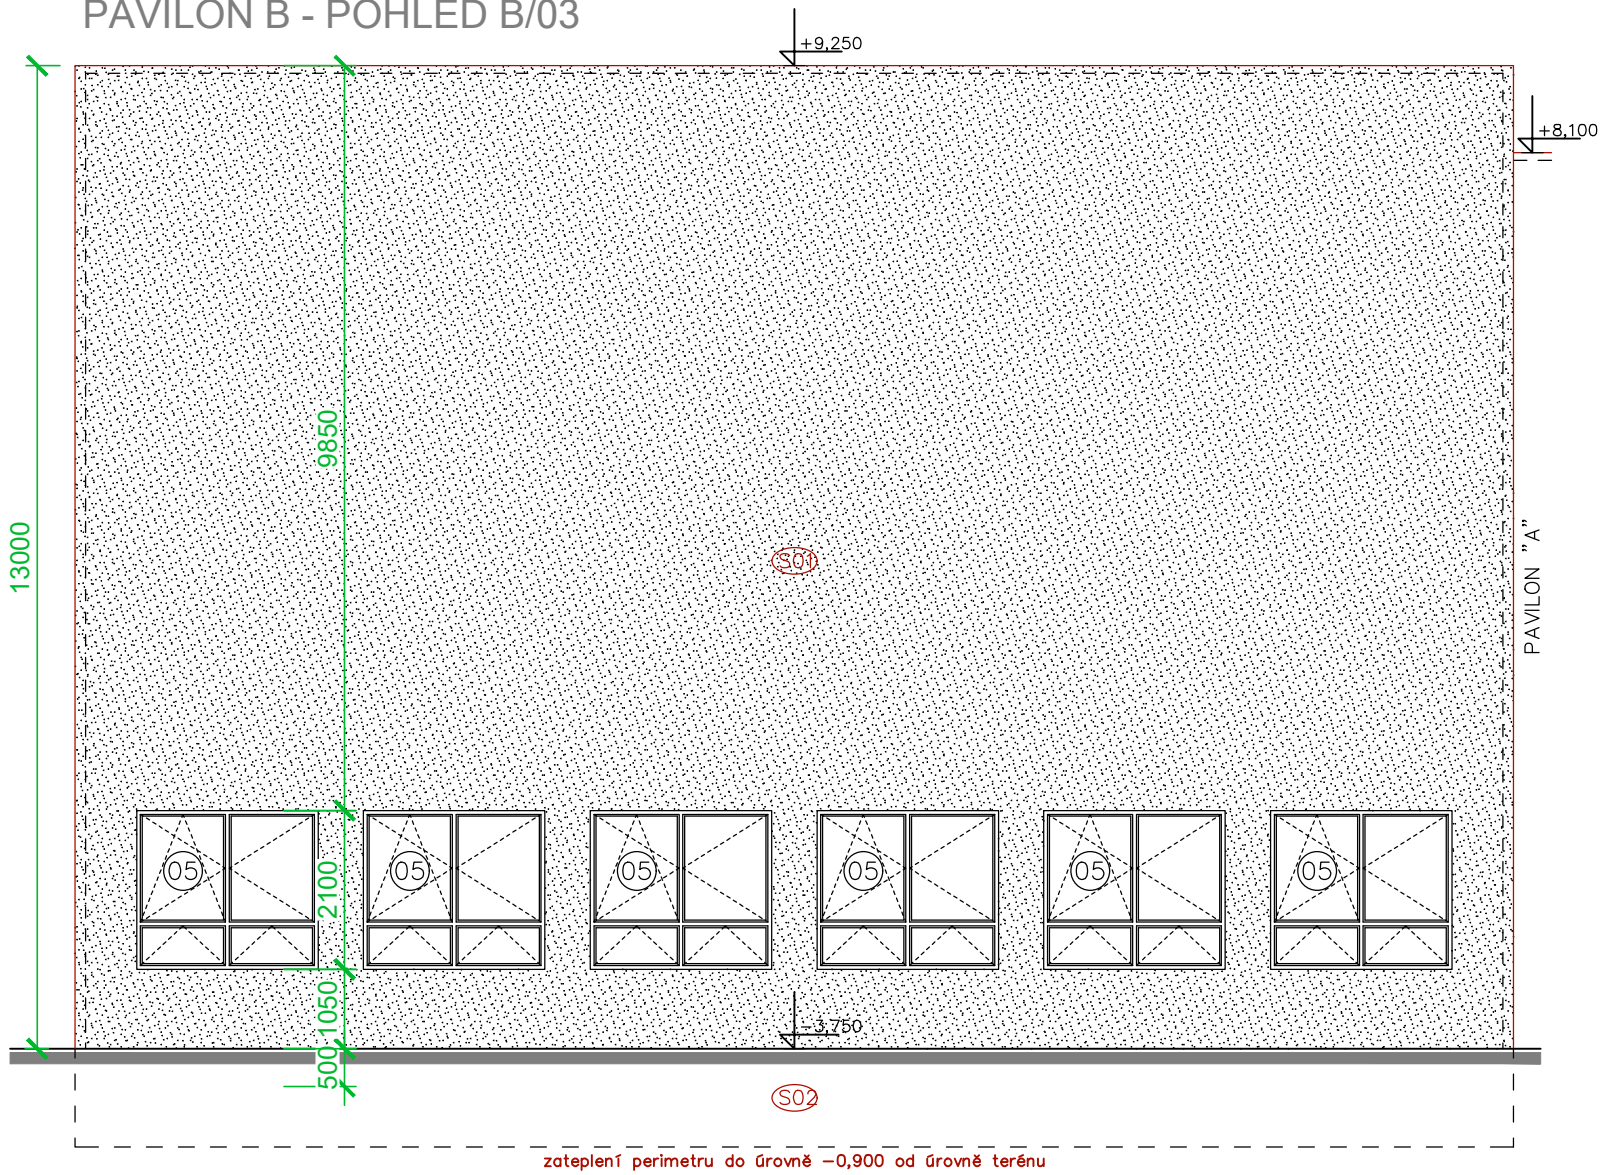 PAVILON B - POHLED B/03
+9,250
+8,100
9850
13000
S01
PAVILON "A"
05 05 05 05 05 05
2100
1050
-3,750
500
S02
zateplení perimetru do úrovně -0,900 od úrovně terénu